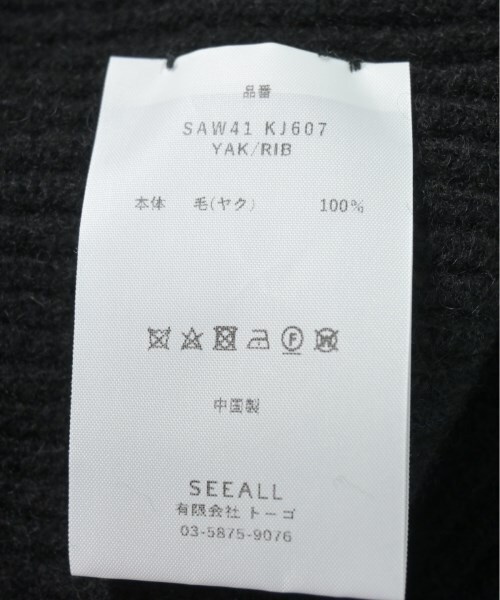 品番
SAW41 KJ607
YAK/RIB
本体 毛(ヤク) 100%
F W
中国製
SEEALL
有限会社 トーゴ
03-5875-9076